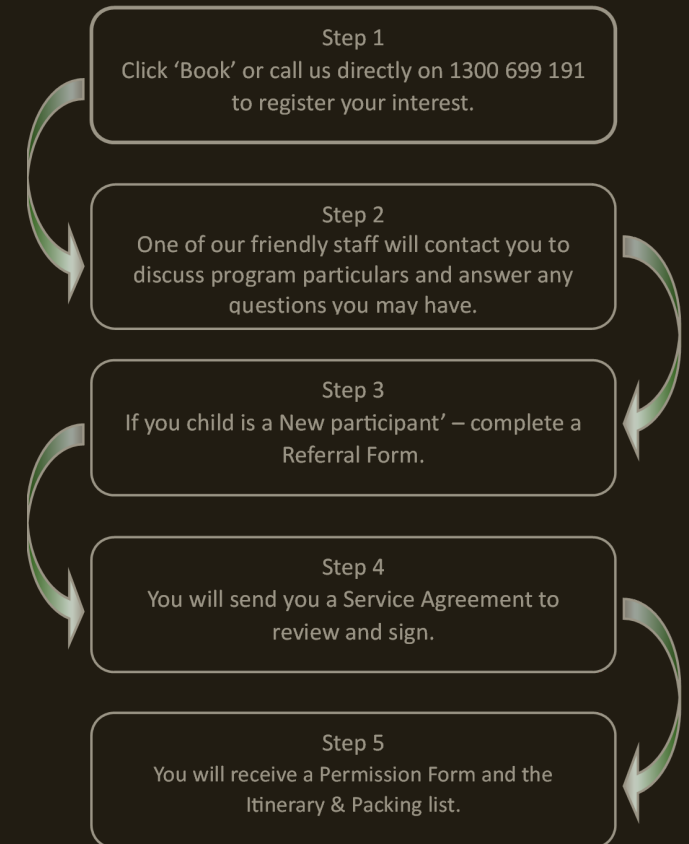 Step 1
Click ‘Book’ or call us directly on 1300 699 191
to register your interest.
Step 2
One of our friendly staff will contact you to
discuss program particulars and answer any
questions you may have.
Step 3
If you child is a New participant’ – complete a
Referral Form.
Step 4
You will send you a Service Agreement to
review and sign.
Step 5
You will receive a Permission Form and the
Itinerary & Packing list.